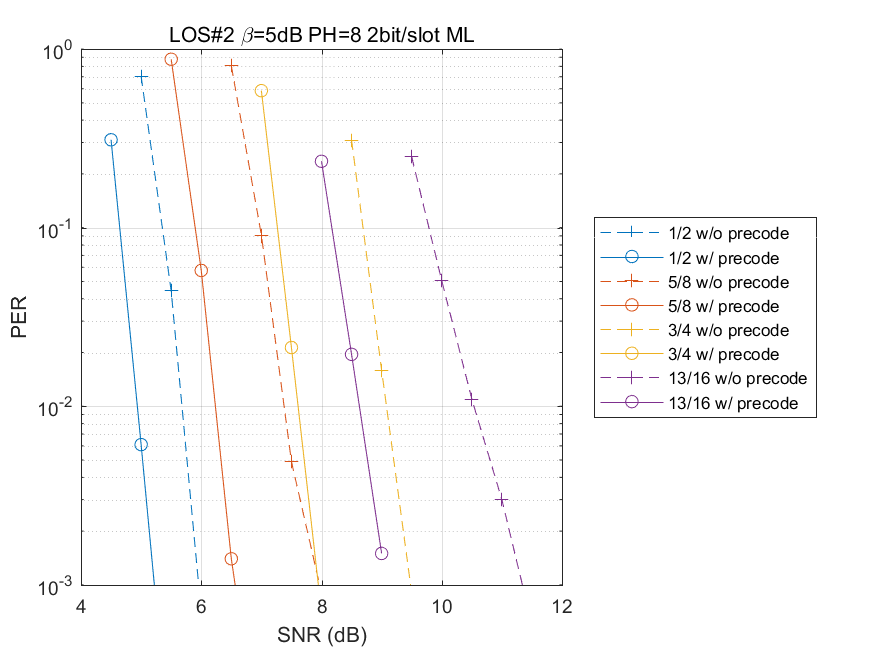 LOS#2 β=5dB PH=8 2bit/slot ML
10^0
10^-1
10^-2
10^-3
PER
4 6 8 10 12
SNR (dB)
1/2 w/o precode
1/2 w/ precode
5/8 w/o precode
5/8 w/ precode
3/4 w/o precode
3/4 w/ precode
13/16 w/o precode
13/16 w/ precode